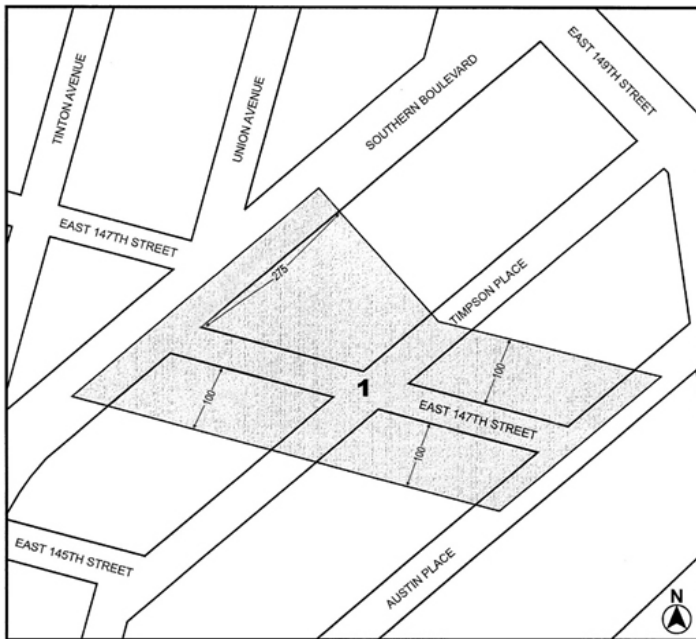 EAST 149TH STREET
SOUTHERN BOULEVARD
TINTON AVENUE
UNION AVENUE
EAST 147TH STREET
275
TIMPSON PLACE
100
1
100
EAST 147TH STREET
100
EAST 145TH STREET
AUSTIN PLACE
N